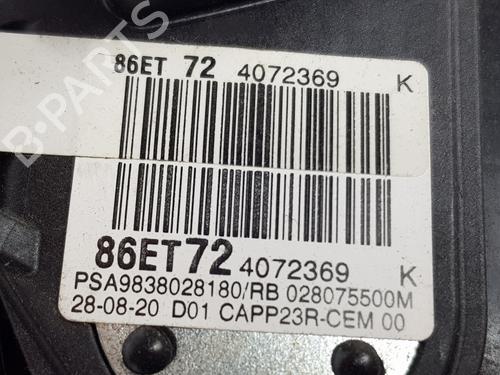 86ET 72 4072369 K
B-PARTS
86ET72 4072369 K
PSA9838028180/RB 028075500M
28-08-20 D01 CAPP23R-CEM 00